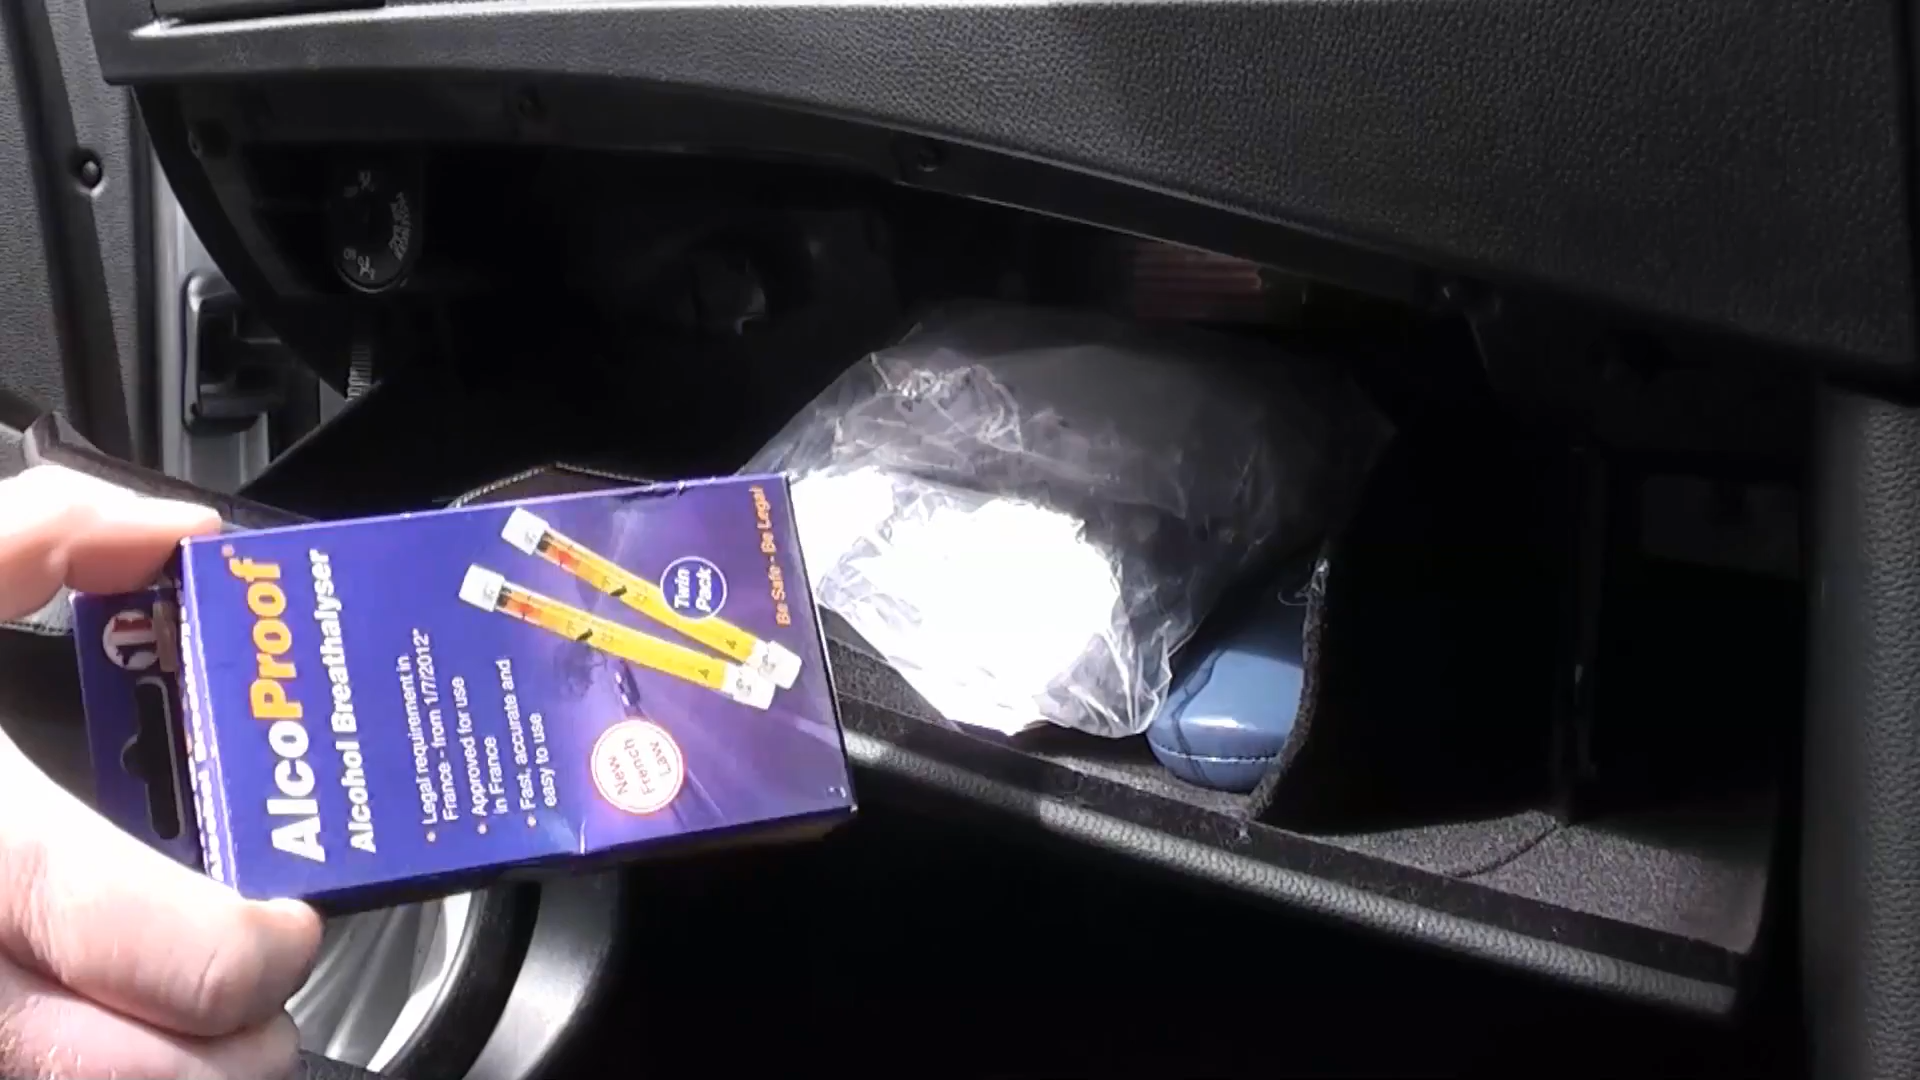 AlcoProof®
Alcohol Breathalyser
• Legal requirement in
France - from 1/7/2012"
• Approved for use
in France
• Fast, accurate and
easy to use
Twin
Pack
New
French
Law
Be Safe - Be Legal